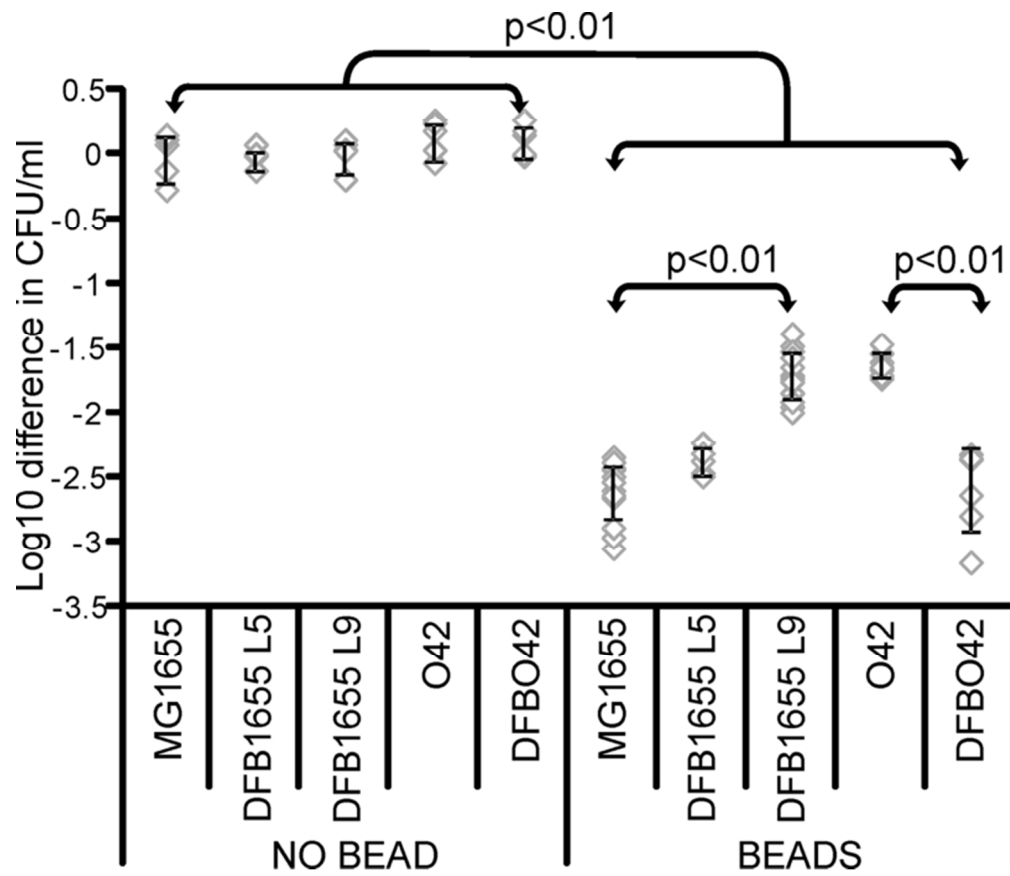 p<0.01
Log10 difference in CFU/ml
0.5
0
-0.5
-1
-1.5
-2
-2.5
-3
-3.5
p<0.01
p<0.01
MG1655
DFB1655 L5
DFB1655 L9
O42
DFBO42
MG1655
DFB1655 L5
DFB1655 L9
O42
DFBO42
NO BEAD
BEADS